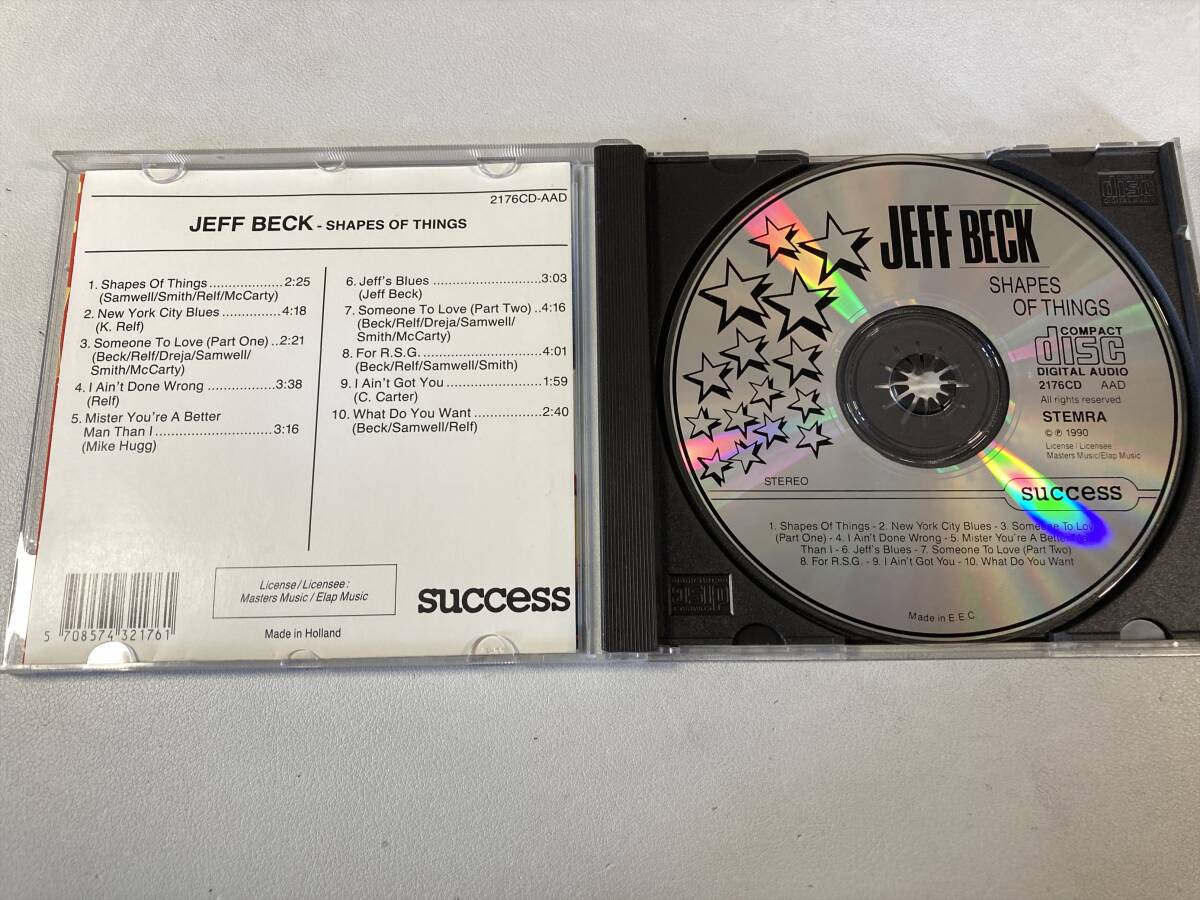 2176CD-AAD
JEFF BECK - SHAPES OF THINGS
1. Shapes Of Things....................2:25
(Samwell/Smith/Relf/McCarty)
2. New York City Blues ...............4:18
(K. Relf)
3. Someone To Love (Part One) ..2:21
(Beck/Relf/Dreja/Samwell/
Smith/McCarty)
4. I Ain't Done Wrong .................3:38
(Relf)
5. Mister You're A Better
Man Than I .............................. 3:16
(Mike Hugg)
6. Jeff's Blues ..............................3:03
(Jeff Beck)
7. Someone To Love (Part Two) ..4:16
(Beck/Relf/Dreja/Samwell/
Smith/McCarty)
8. For R.S.G. ...............................4:01
(Beck/Relf/Samwell/Smith)
9. I Ain't Got You .........................1:59
(C. Carter)
10. What Do You Want .................2:40
(Beck/Samwell/Relf)
License/Licensee:
Masters Music / Elap Music
success
5 708574 321761
Made in Holland
JEFF BECK
SHAPES
OF THINGS
COMPACT
disc
DIGITAL AUDIO
2176CD AAD
All rights reserved
STEMRA
© ℗ 1990
License/Licensee
Masters Music/Elap Music
STEREO
success
1. Shapes Of Things - 2. New York City Blues - 3. Someone To Love
(Part One) - 4. I Ain't Done Wrong - 5. Mister You're A Better Man
Than I - 6. Jeff's Blues - 7. Someone To Love (Part Two)
8. For R.S.G. - 9. I Ain't Got You - 10. What Do You Want
Made in E.E.C.
disc
DIGITAL AUDIO
disc